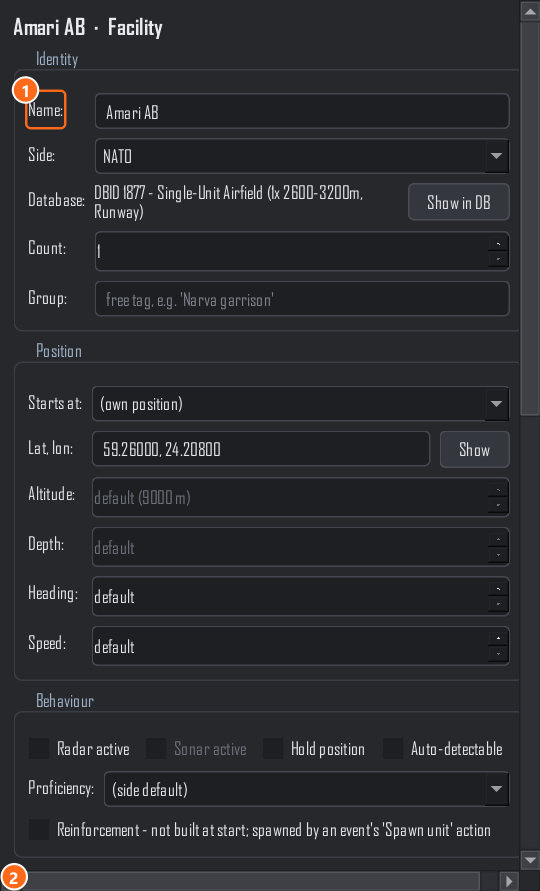 Amari AB · Facility
Identity
1
Name: Amari AB
Side: NATO
Database: DBID 1877 - Single-Unit Airfield (1x 2600-3200m,
Runway) Show in DB
Count: 1
Group: free tag, e.g. 'Narva garrison'
Position
Starts at: (own position)
Lat, lon: 59.26000, 24.20800 Show
Altitude: default (9000 m)
Depth: default
Heading: default
Speed: default
Behaviour
Radar active Sonar active Hold position Auto-detectable
Proficiency: (side default)
Reinforcement - not built at start; spawned by an event's 'Spawn unit' action
2